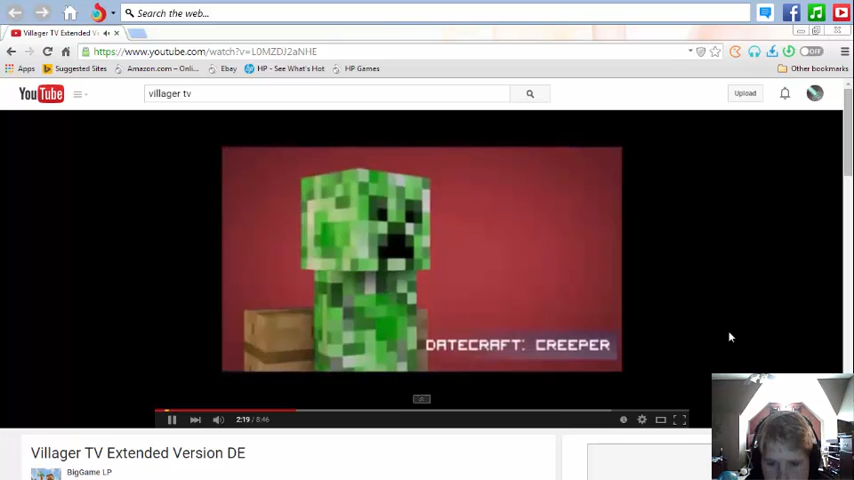 Search the web...
Villager TV Extended V
https://www.youtube.com/watch?v=L0MZDJ2aNHE
OFF
Apps
Suggested Sites
Amazon.com – Onli...
Ebay
HP - See What's Hot
HP Games
Other bookmarks
YouTube
villager tv
Upload
DATECRAFT: CREEPER
2:19 / 8:46
Villager TV Extended Version DE
BigGame LP